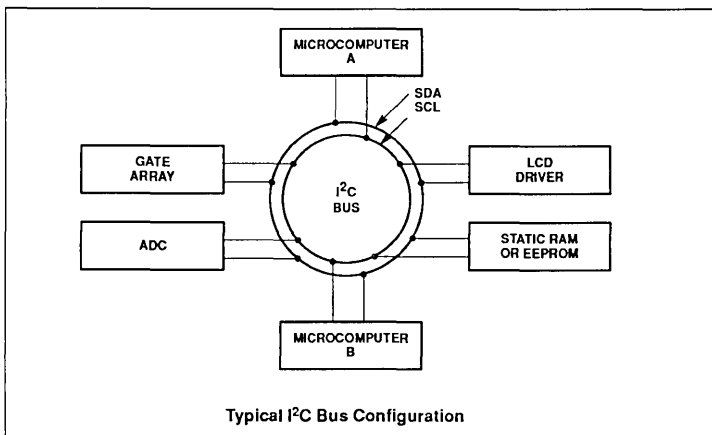 MICROCOMPUTER
A
SDA
SCL
GATE
ARRAY
LCD
DRIVER
I²C
BUS
ADC
STATIC RAM
OR EEPROM
MICROCOMPUTER
B
Typical I²C Bus Configuration